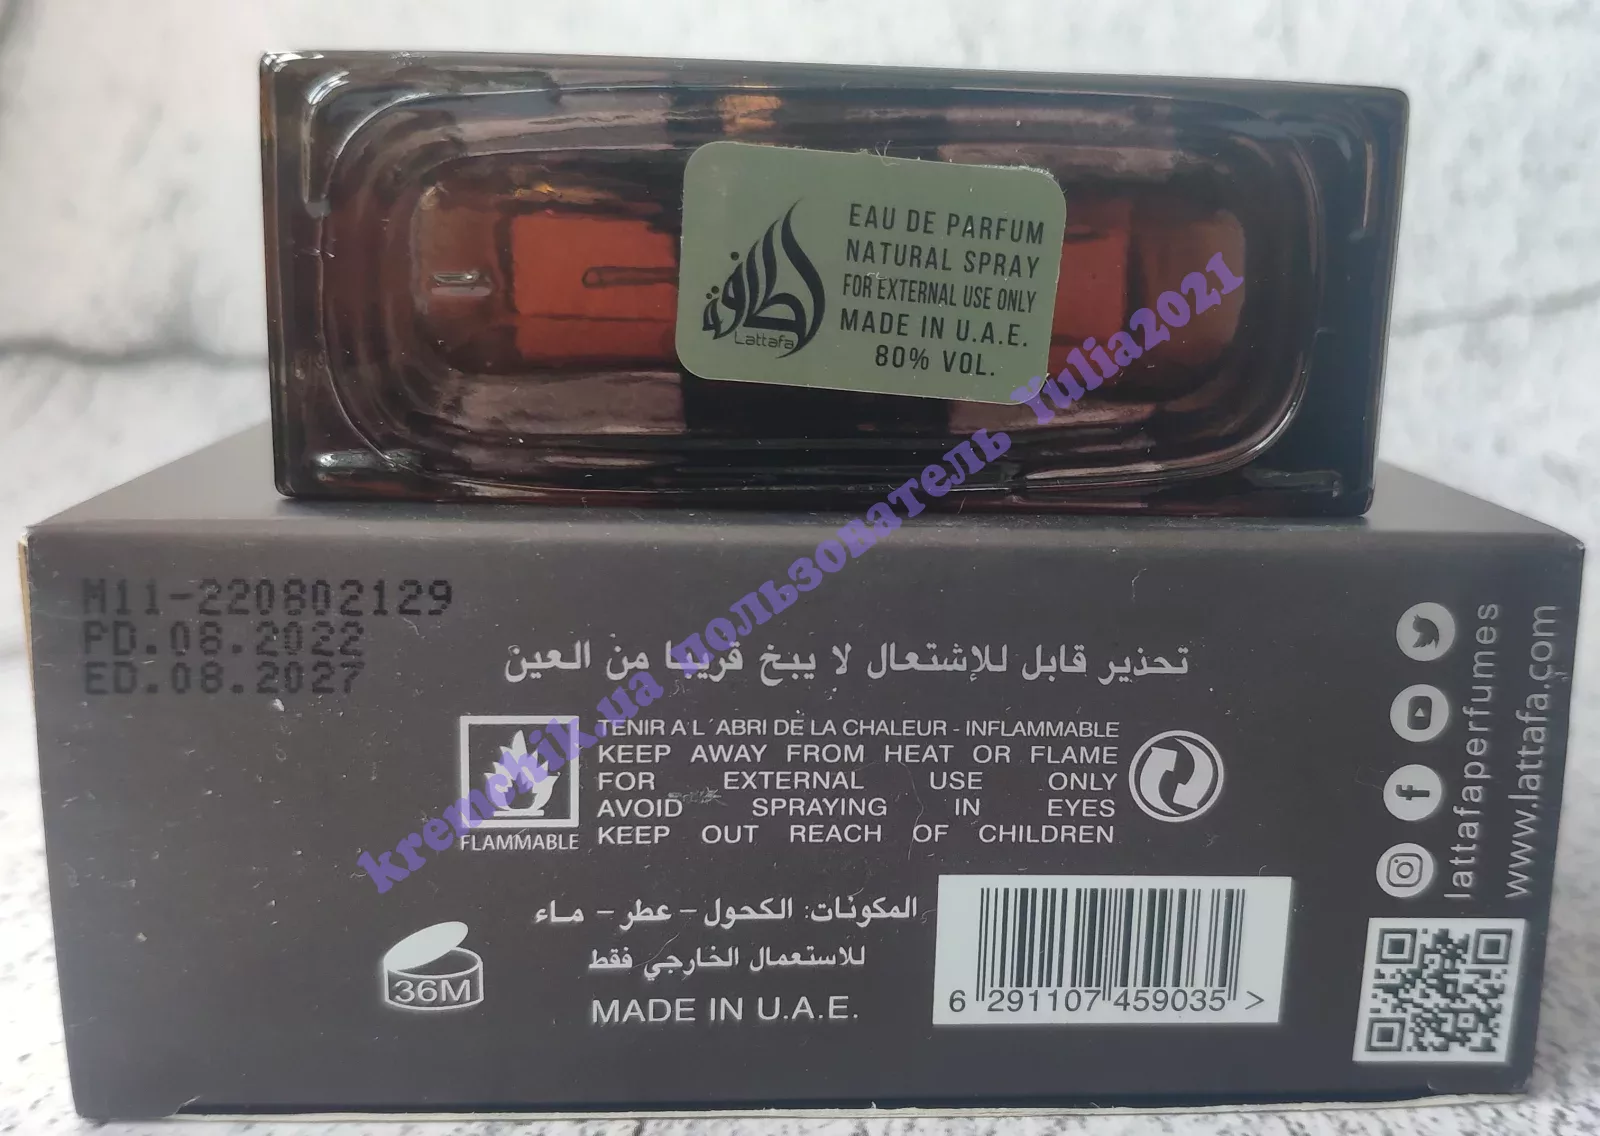 لطافة
Lattafa
EAU DE PARFUM
NATURAL SPRAY
FOR EXTERNAL USE ONLY
MADE IN U.A.E.
80% VOL.
M11-220802129
PD.08.2022
ED.08.2027
تحذير قابل للإشتعال لا يبخ قريبا من العين
FLAMMABLE
TENIR A L´ABRI DE LA CHALEUR - INFLAMMABLE
KEEP AWAY FROM HEAT OR FLAME
FOR EXTERNAL USE ONLY
AVOID SPRAYING IN EYES
KEEP OUT REACH OF CHILDREN
المكونات: الكحول - عطر - ماء
للاستعمال الخارجي فقط
36M
MADE IN U.A.E.
6 291107 459035 >
lattafaperfumes
www.lattafa.com
kremchik.ua пользователь Yulia2021